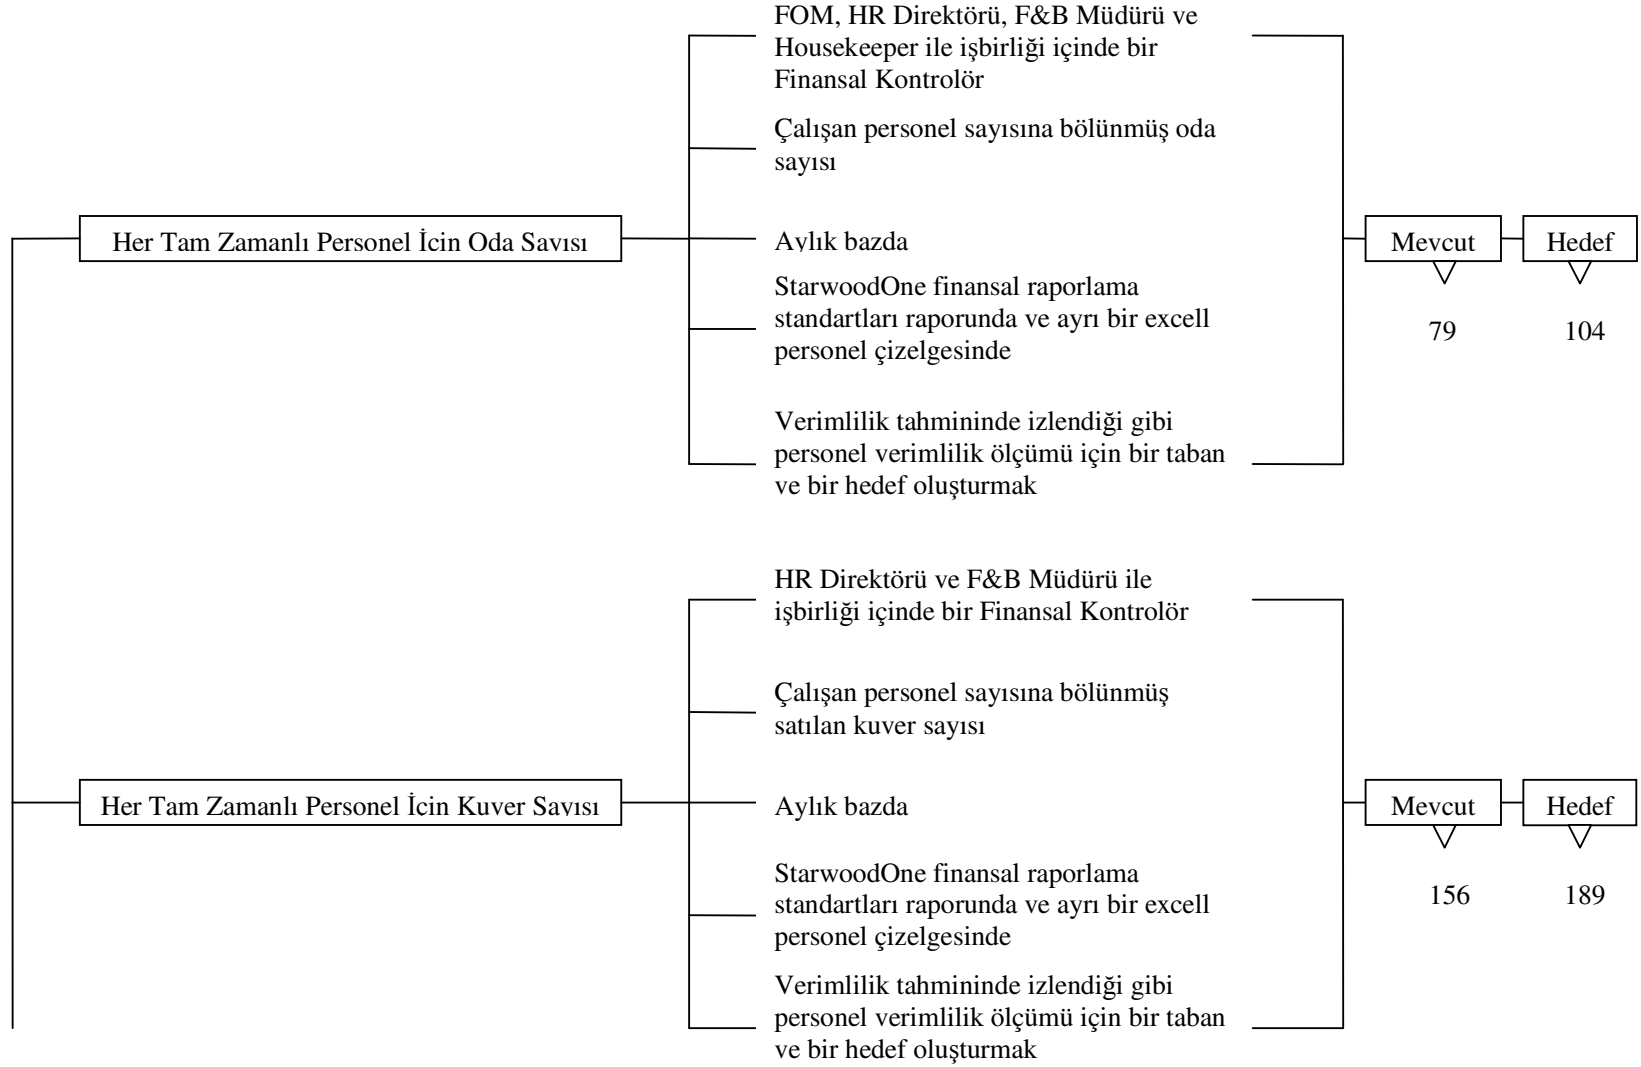 FOM, HR Direktörü, F&B Müdürü ve
Housekeeper ile işbirliği içinde bir
Finansal Kontrolör
Çalışan personel sayısına bölünmüş oda
sayısı
Her Tam Zamanlı Personel İçin Oda Sayısı
Aylık bazda
Mevcut
Hedef
StarwoodOne finansal raporlama
standartları raporunda ve ayrı bir excell
personel çizelgesinde
79
104
Verimlilik tahmininde izlendiği gibi
personel verimlilik ölçümü için bir taban
ve bir hedef oluşturmak
HR Direktörü ve F&B Müdürü ile
işbirliği içinde bir Finansal Kontrolör
Çalışan personel sayısına bölünmüş
satılan kuver sayısı
Her Tam Zamanlı Personel İçin Kuver Sayısı
Aylık bazda
Mevcut
Hedef
StarwoodOne finansal raporlama
standartları raporunda ve ayrı bir excell
personel çizelgesinde
156
189
Verimlilik tahmininde izlendiği gibi
personel verimlilik ölçümü için bir taban
ve bir hedef oluşturmak